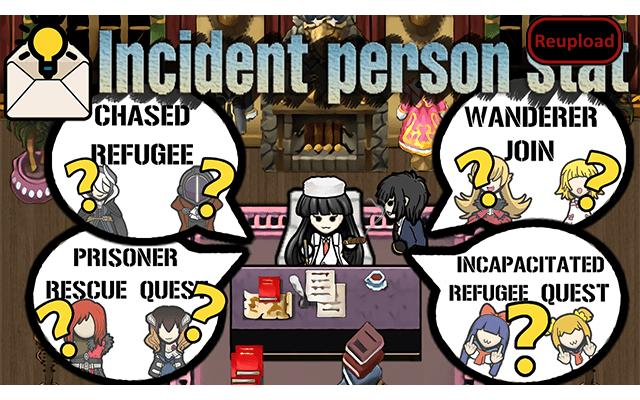 Incident person stat
Reupload
CHASED
REFUGEE
WANDERER
JOIN
PRISONER
RESCUE QUEST
INCAPACITATED
REFUGEE QUEST